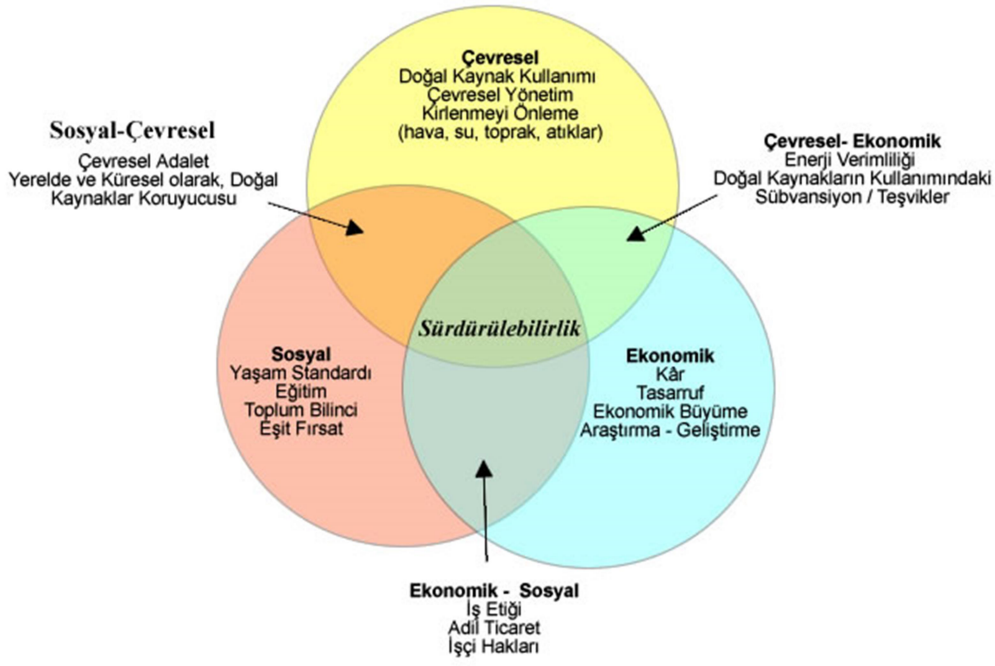 Çevresel
Doğal Kaynak Kullanımı
Çevresel Yönetim
Kirlenmeyi Önleme
(hava, su, toprak, atıklar)
Sosyal-Çevresel
Çevresel Adalet
Yerelde ve Küresel olarak, Doğal
Kaynaklar Koruyucusu
Çevresel- Ekonomik
Enerji Verimliliği
Doğal Kaynakların Kullanımındaki
Sübvansiyon / Teşvikler
Sürdürülebilirlik
Sosyal
Yaşam Standardı
Eğitim
Toplum Bilinci
Eşit Fırsat
Ekonomik
Kâr
Tasarruf
Ekonomik Büyüme
Araştırma - Geliştirme
Ekonomik - Sosyal
İş Etiği
Adil Ticaret
İşçi Hakları